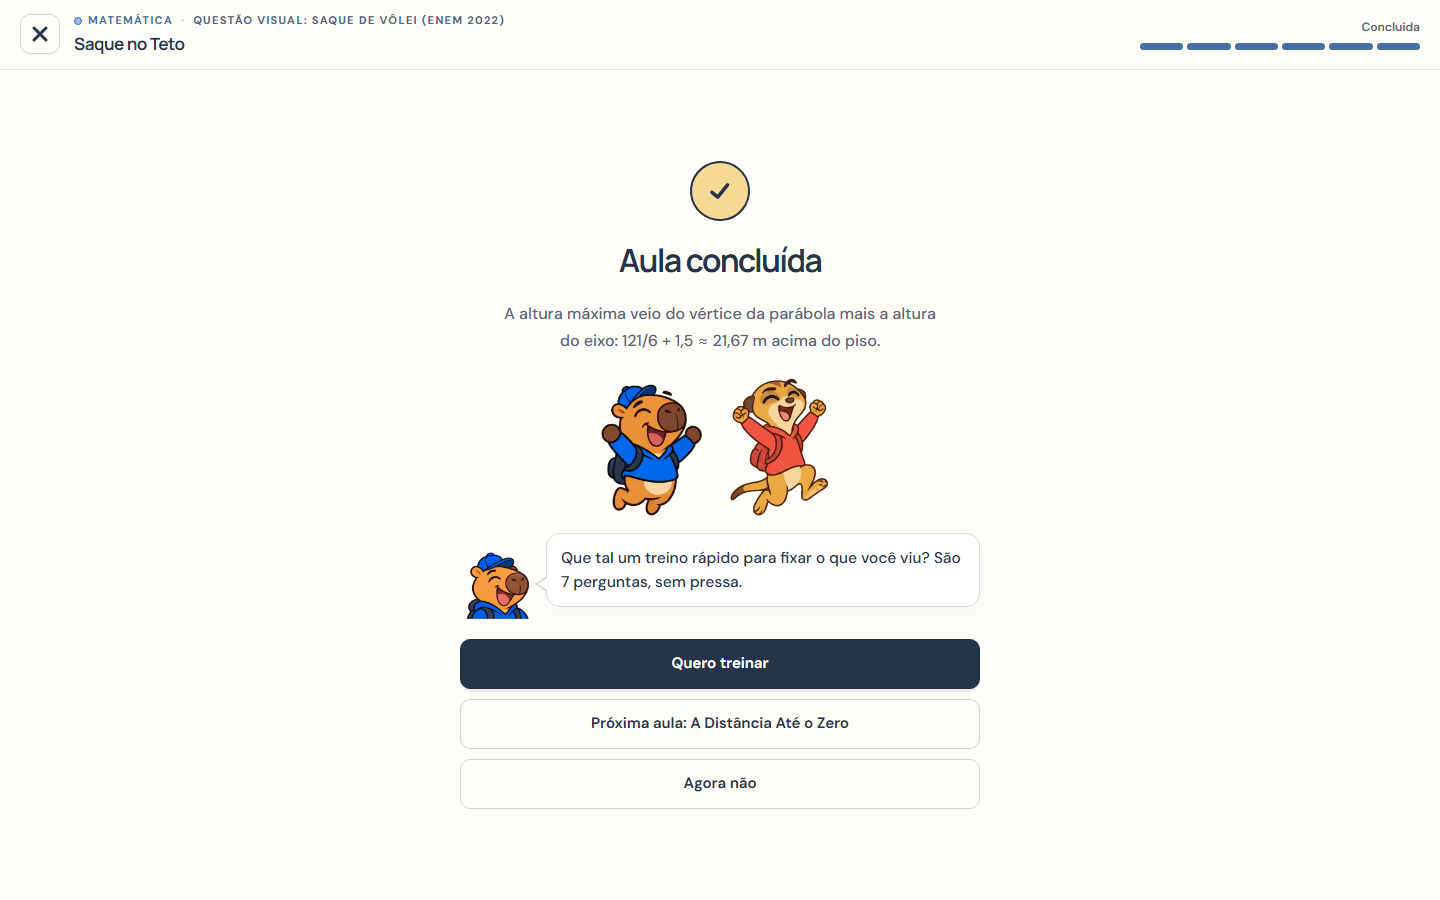 MATEMÁTICA · QUESTÃO VISUAL: SAQUE DE VÔLEI (ENEM 2022)
Saque no Teto
Concluída
Aula concluída
A altura máxima veio do vértice da parábola mais a altura
do eixo: 121/6 + 1,5 ≈ 21,67 m acima do piso.
Que tal um treino rápido para fixar o que você viu? São
7 perguntas, sem pressa.
Quero treinar
Próxima aula: A Distância Até o Zero
Agora não